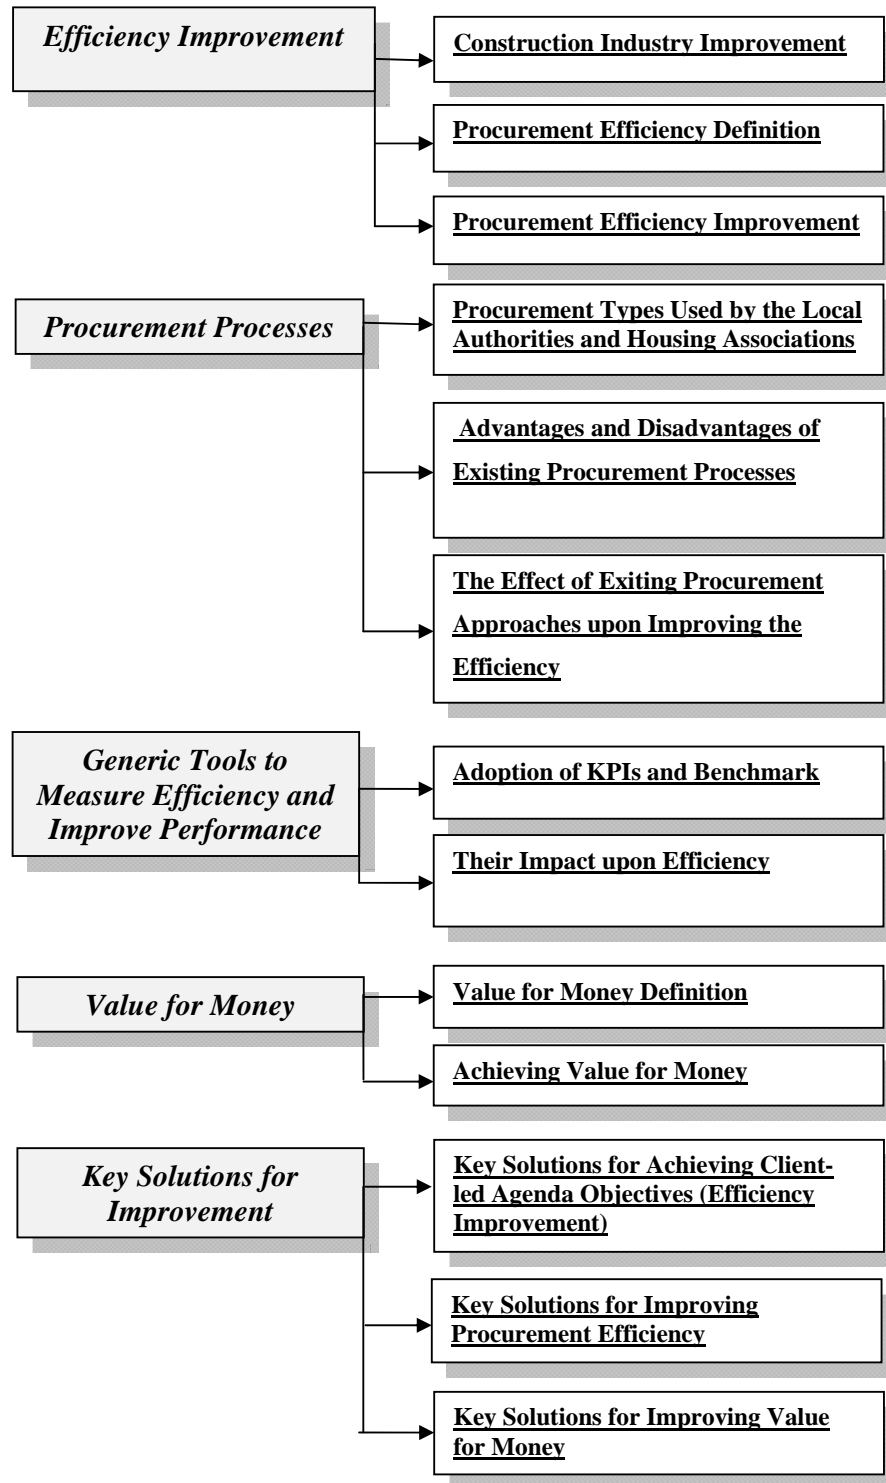 Efficiency Improvement
Construction Industry Improvement
Procurement Efficiency Definition
Procurement Efficiency Improvement
Procurement Processes
Procurement Types Used by the Local
Authorities and Housing Associations
Advantages and Disadvantages of
Existing Procurement Processes
The Effect of Exiting Procurement
Approaches upon Improving the
Efficiency
Generic Tools to
Measure Efficiency and
Improve Performance
Adoption of KPIs and Benchmark
Their Impact upon Efficiency
Value for Money
Value for Money Definition
Achieving Value for Money
Key Solutions for
Improvement
Key Solutions for Achieving Client-
led Agenda Objectives (Efficiency
Improvement)
Key Solutions for Improving
Procurement Efficiency
Key Solutions for Improving Value
for Money